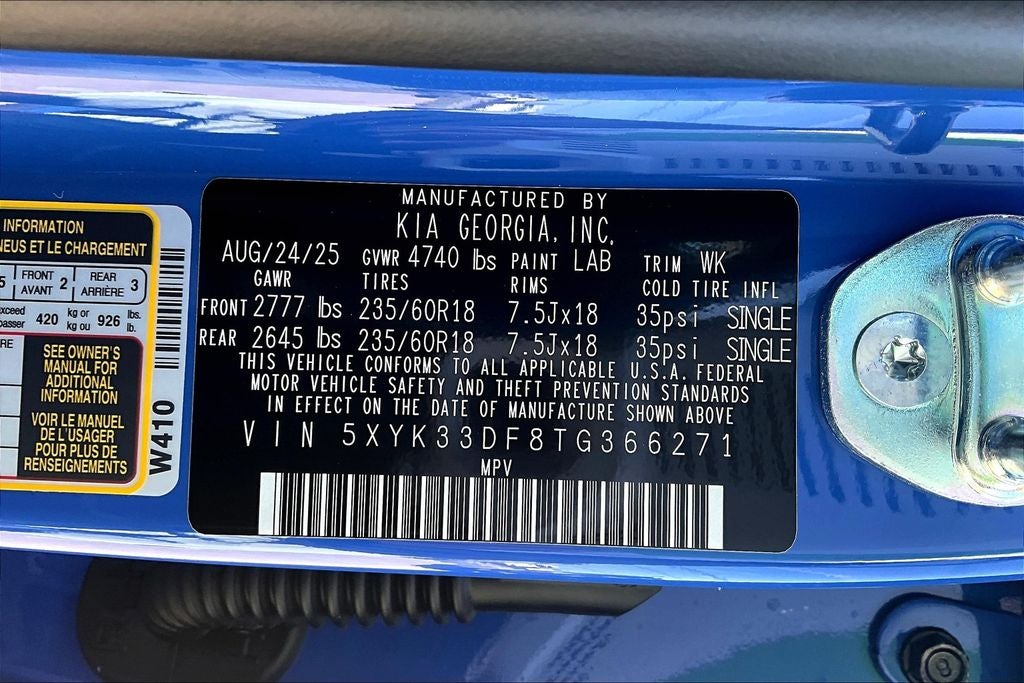 INFORMATION
NEUS ET LE CHARGEMENT
FRONT 2 REAR 3
AVANT ARRIÈRE
kg or 420 kg ou 926 lb.
SEE OWNER'S
MANUAL FOR
ADDITIONAL
INFORMATION
VOIR LE MANUEL
DE L'USAGER
POUR PLUS DE
RENSEIGNEMENTS
W410
MANUFACTURED BY
KIA GEORGIA, INC.
AUG/24/25 GVWR 4740 lbs PAINT LAB TRIM WK
GAWR TIRES RIMS COLD TIRE INFL
FRONT 2777 lbs 235/60R18 7.5Jx18 35psi SINGLE
REAR 2645 lbs 235/60R18 7.5Jx18 35psi SINGLE
THIS VEHICLE CONFORMS TO ALL APPLICABLE U.S.A. FEDERAL
MOTOR VEHICLE SAFETY AND THEFT PREVENTION STANDARDS
IN EFFECT ON THE DATE OF MANUFACTURE SHOWN ABOVE
VIN 5XYK33DF8TG366271
MPV